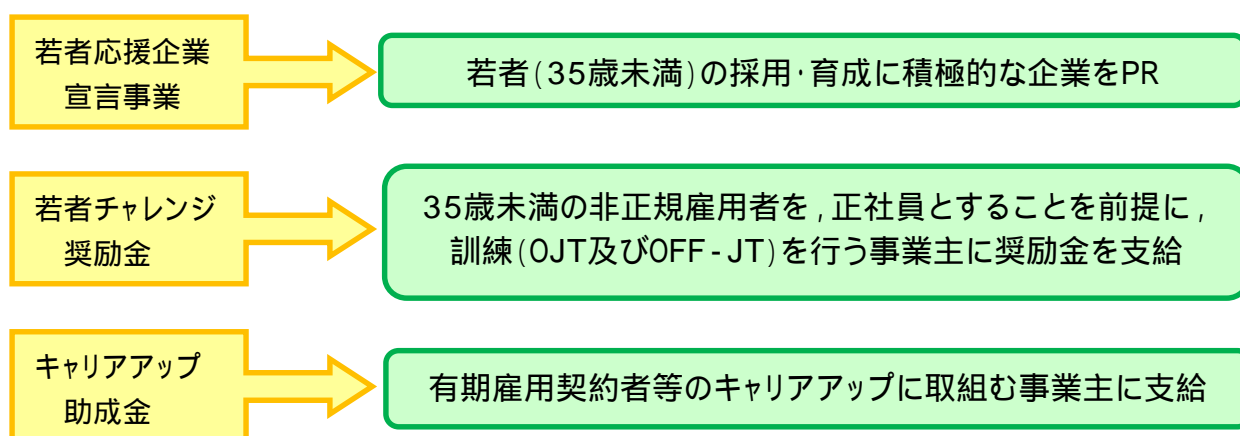 若者応援企業
宣言事業
若者(35歳未満)の採用・育成に積極的な企業をPR
若者チャレンジ
奨励金
35歳未満の非正規雇用者を,正社員とすることを前提に,
訓練(OJT及びOFF-JT)を行う事業主に奨励金を支給
キャリアアップ
助成金
有期雇用契約者等のキャリアアップに取組む事業主に支給